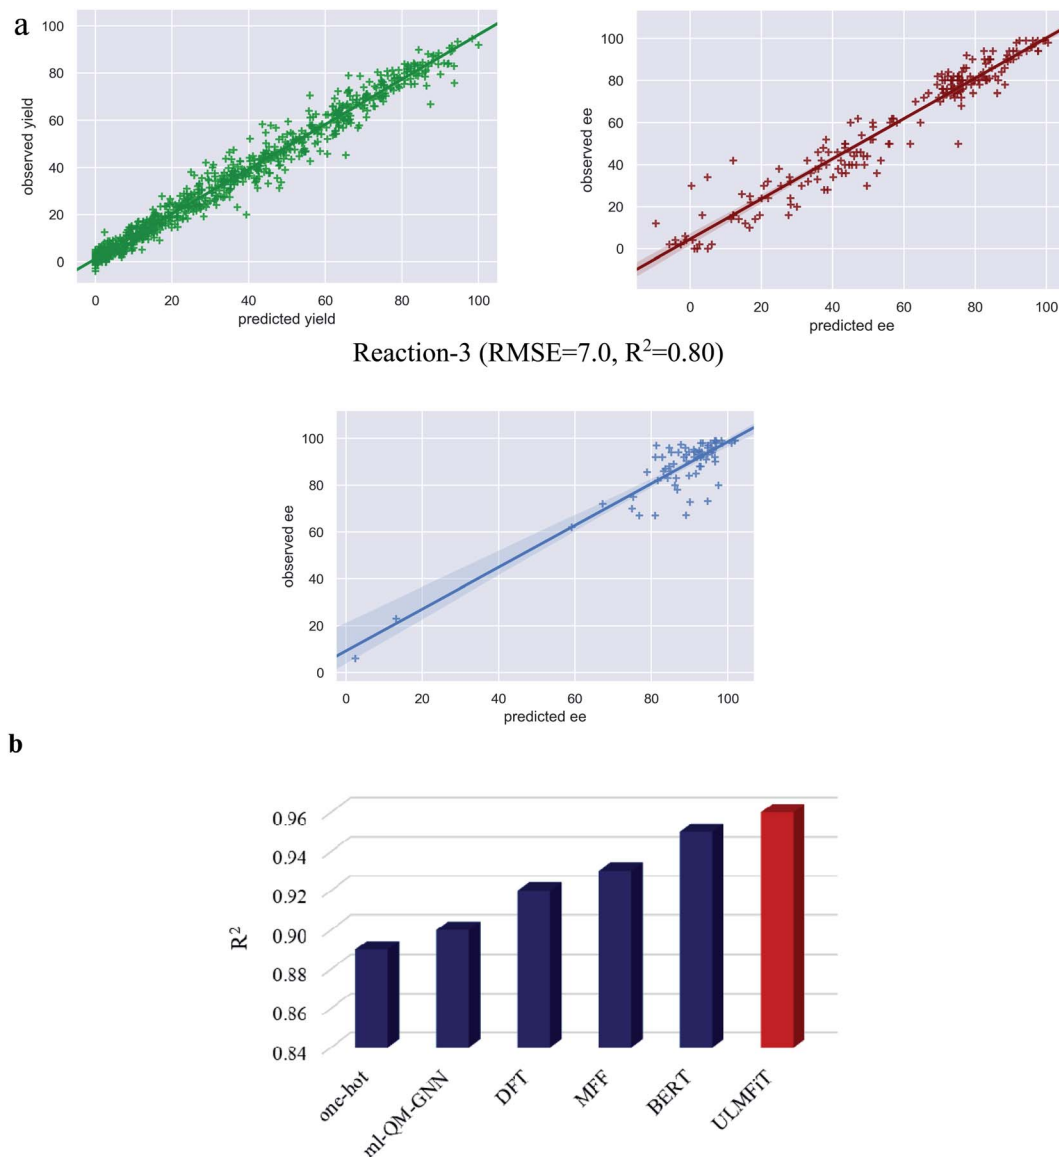 a
100
80
60
40
20
0
observed yield
0 20 40 60 80 100
predicted yield
100
80
60
40
20
0
observed ee
0 20 40 60 80 100
predicted ee
Reaction-3 (RMSE=7.0, R²=0.80)
100
80
60
40
20
0
observed ee
0 20 40 60 80 100
predicted ee
b
0.96
0.94
0.92
0.90
0.88
0.86
0.84
R²
one-hot
ml-QM-GNN
DFT
MFF
BERT
ULMFiT